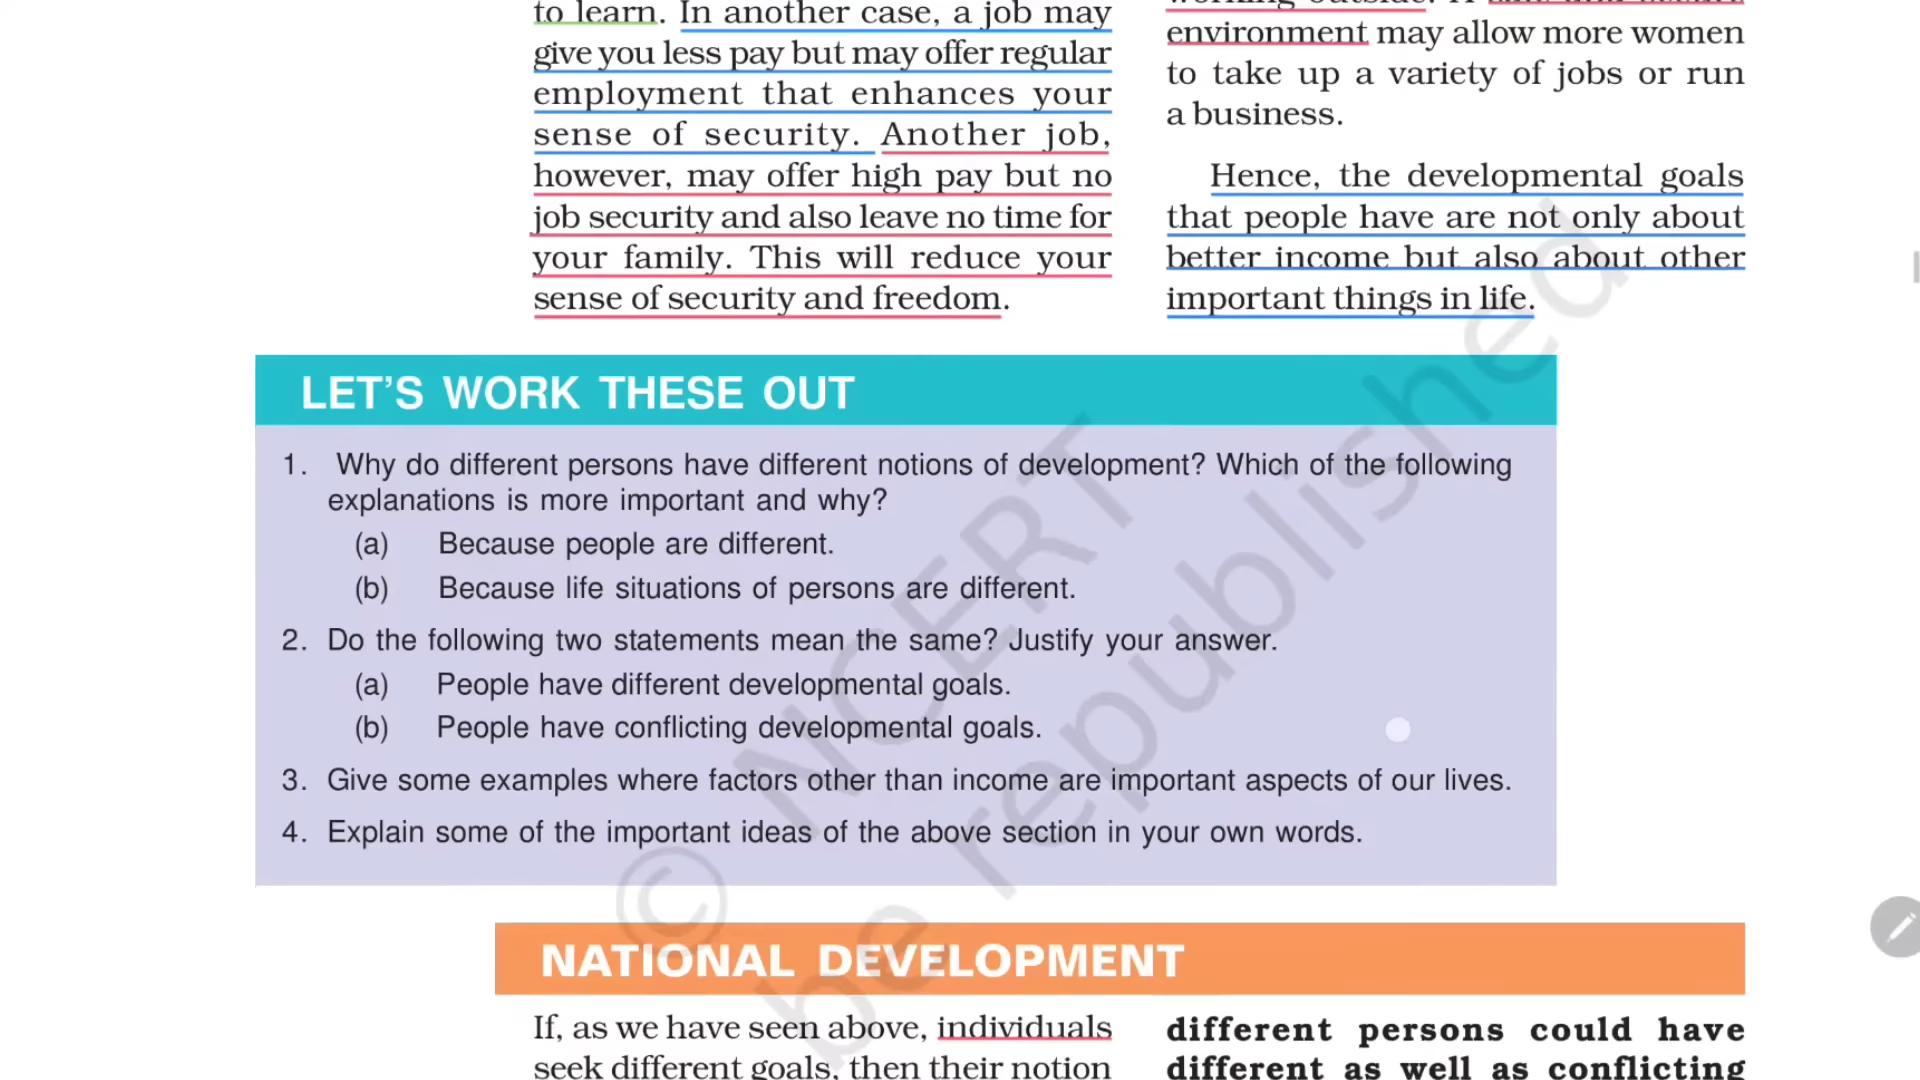 to learn. In another case, a job may
give you less pay but may offer regular
employment that enhances your
sense of security. Another job,
however, may offer high pay but no
job security and also leave no time for
your family. This will reduce your
sense of security and freedom.
environment may allow more women
to take up a variety of jobs or run
a business.
Hence, the developmental goals
that people have are not only about
better income but also about other
important things in life.
LET'S WORK THESE OUT
1. Why do different persons have different notions of development? Which of the following
explanations is more important and why?
(a) Because people are different.
(b) Because life situations of persons are different.
2. Do the following two statements mean the same? Justify your answer.
(a) People have different developmental goals.
(b) People have conflicting developmental goals.
3. Give some examples where factors other than income are important aspects of our lives.
4. Explain some of the important ideas of the above section in your own words.
NATIONAL DEVELOPMENT
If, as we have seen above, individuals
seek different goals, then their notion
different persons could have
different as well as conflicting
© NCERT
be republished